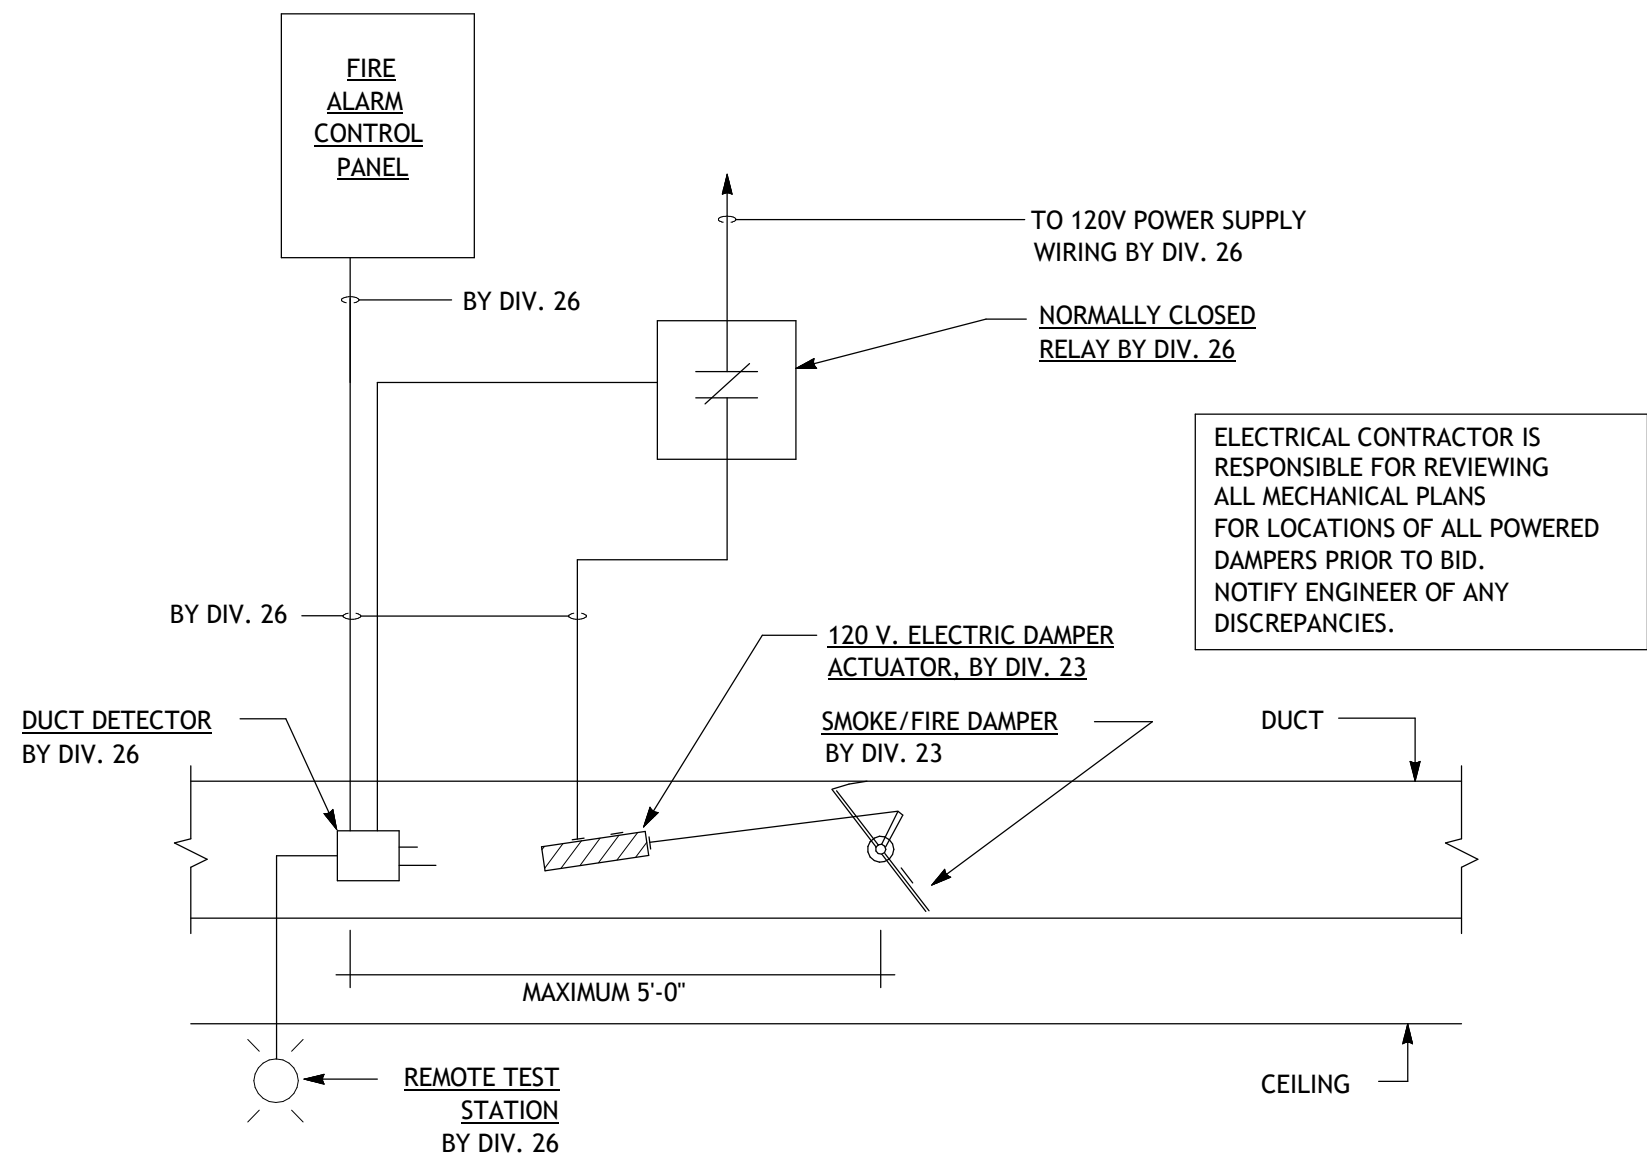 FIRE
ALARM
CONTROL
PANEL
TO 120V POWER SUPPLY
WIRING BY DIV. 26
BY DIV. 26
NORMALLY CLOSED
RELAY BY DIV. 26
ELECTRICAL CONTRACTOR IS
RESPONSIBLE FOR REVIEWING
ALL MECHANICAL PLANS
FOR LOCATIONS OF ALL POWERED
DAMPERS PRIOR TO BID.
NOTIFY ENGINEER OF ANY
DISCREPANCIES.
BY DIV. 26
120 V. ELECTRIC DAMPER
ACTUATOR, BY DIV. 23
DUCT DETECTOR
BY DIV. 26
SMOKE/FIRE DAMPER
BY DIV. 23
DUCT
MAXIMUM 5'-0"
REMOTE TEST
STATION
BY DIV. 26
CEILING